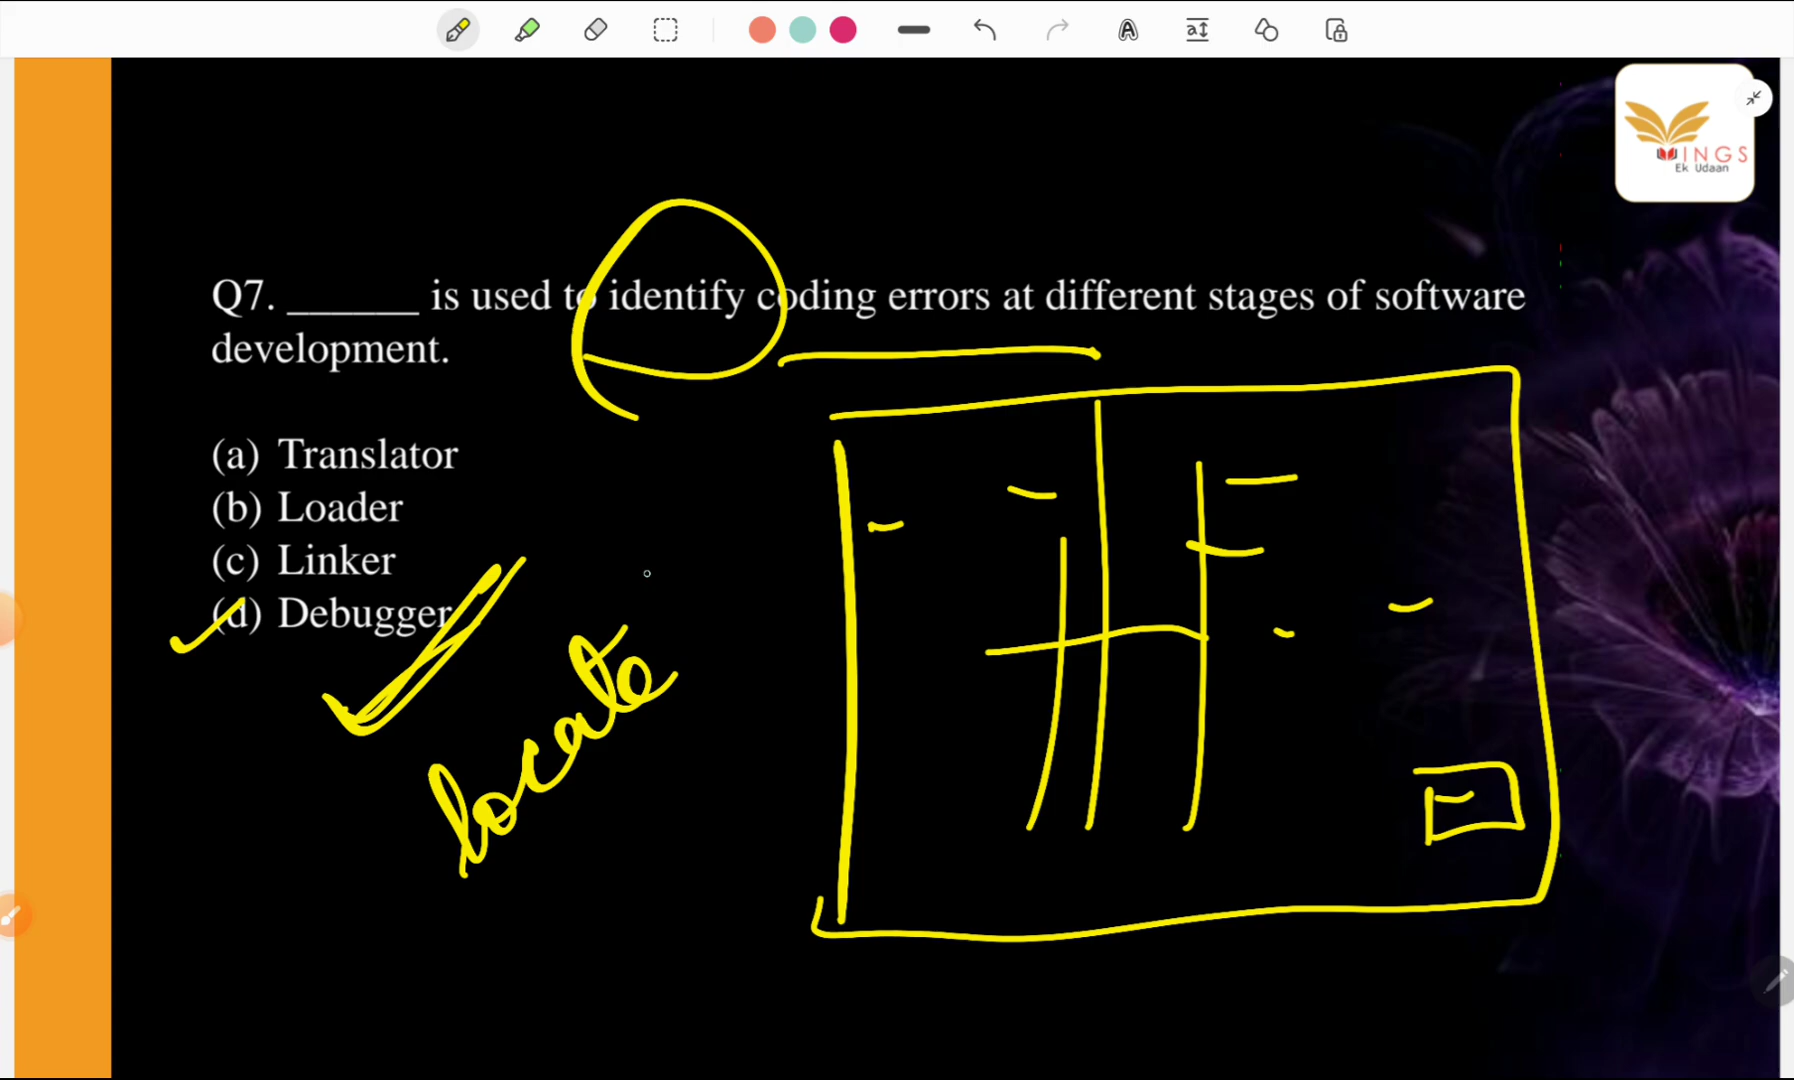 WINGS
Ek Udaan
Q7. ______ is used to identify coding errors at different stages of software
development.
(a) Translator
(b) Loader
(c) Linker
(d) Debugger
locate